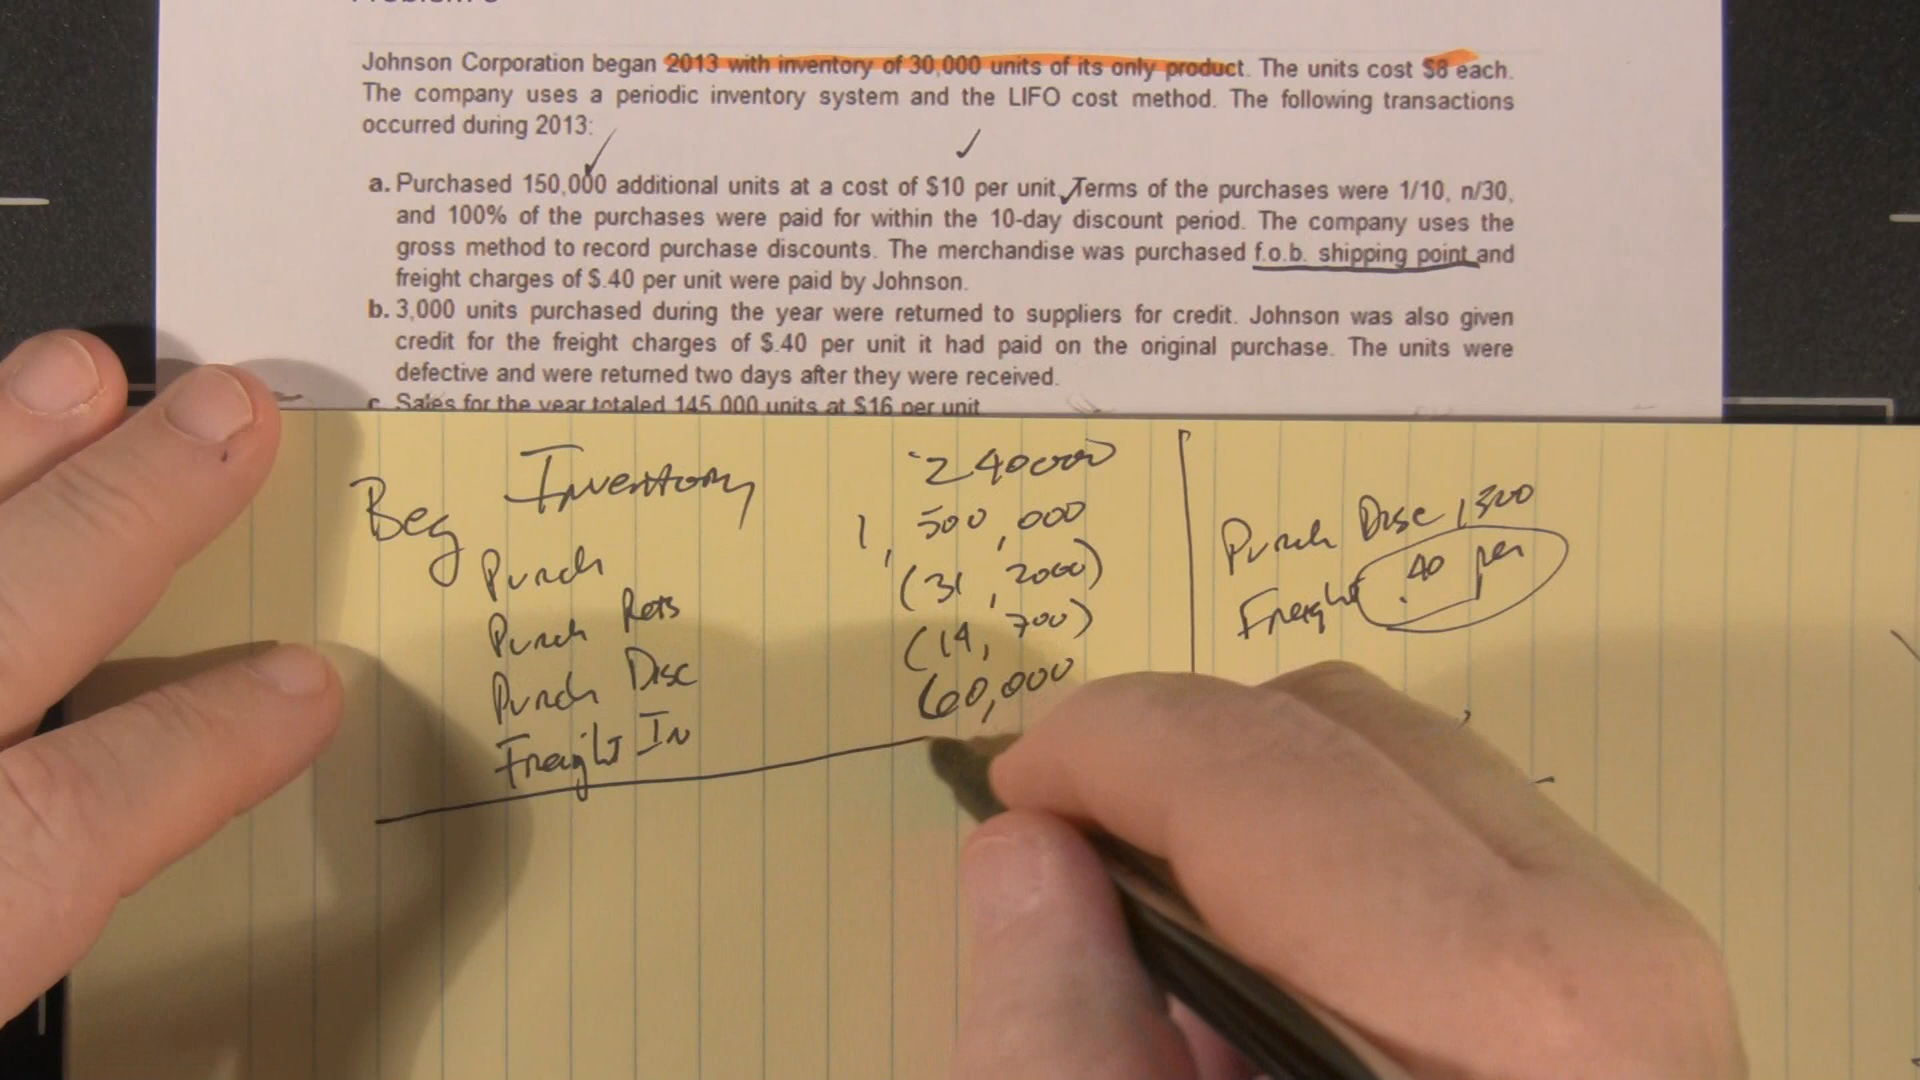 Johnson Corporation began 2013 with inventory of 30,000 units of its only product. The units cost $8 each.
The company uses a periodic inventory system and the LIFO cost method. The following transactions
occurred during 2013:
a. Purchased 150,000 additional units at a cost of $10 per unit. Terms of the purchases were 1/10, n/30,
and 100% of the purchases were paid for within the 10-day discount period. The company uses the
gross method to record purchase discounts. The merchandise was purchased f.o.b. shipping point and
freight charges of $.40 per unit were paid by Johnson.
b. 3,000 units purchased during the year were returned to suppliers for credit. Johnson was also given
credit for the freight charges of $.40 per unit it had paid on the original purchase. The units were
defective and were returned two days after they were received.
c. Sales for the year totaled 145,000 units at $16 per unit
Beg Inventory 240000
Purch 1,500,000
Purch Rets (31,2000)
Purch Disc (14,700)
Freight In 60,000
Purch Disc
Freight .40 per